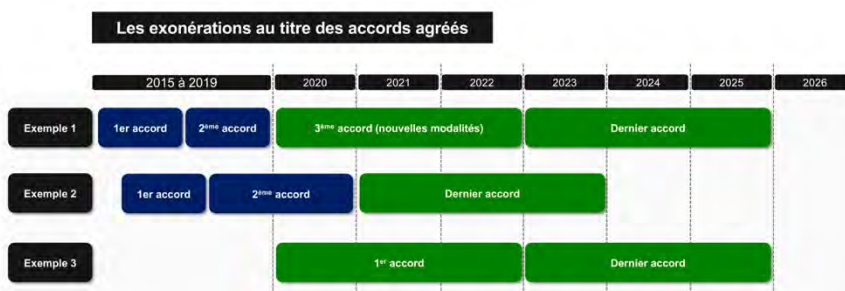 Les exonérations au titre des accords agréés
2015 à 2019 2020 2021 2022 2023 2024 2025 2026
Exemple 1 1er accord 2ème accord 3ème accord (nouvelles modalités) Dernier accord
Exemple 2 1er accord 2ème accord Dernier accord
Exemple 3 1er accord Dernier accord